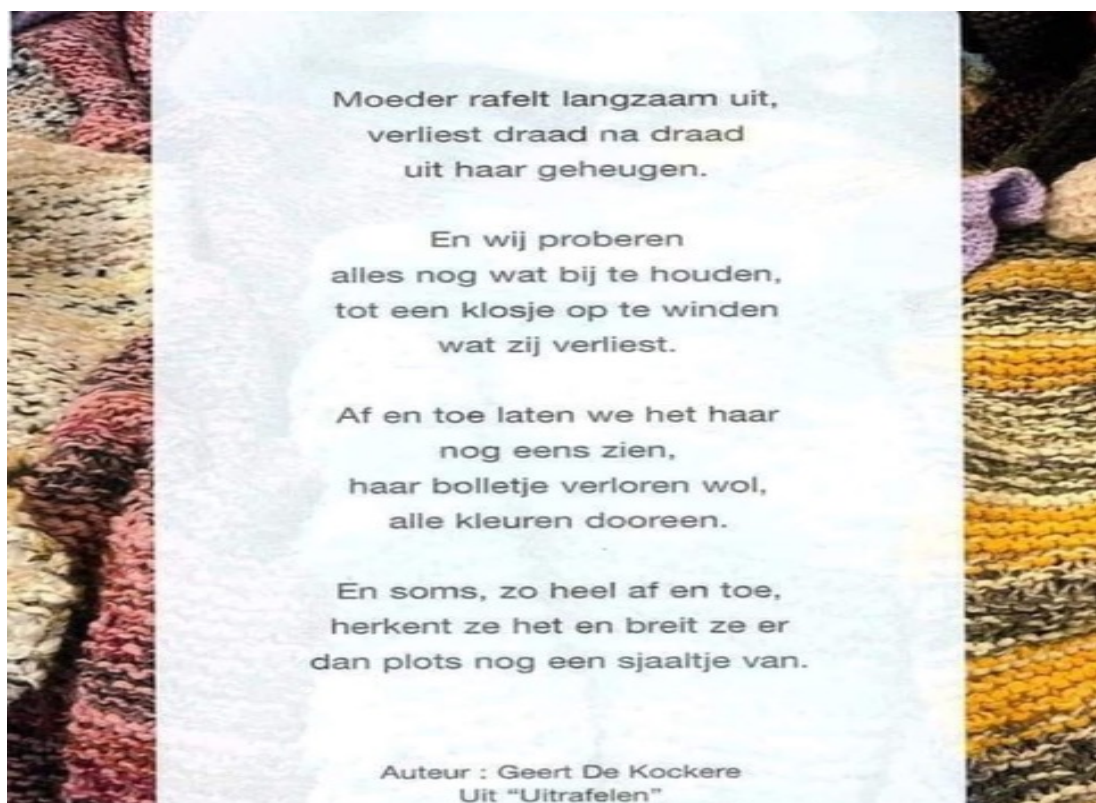 Moeder rafelt langzaam uit,
verliest draad na draad
uit haar geheugen.
En wij proberen
alles nog wat bij te houden,
tot een klosje op te winden
wat zij verliest.
Af en toe laten we het haar
nog eens zien,
haar bolletje verloren wol,
alle kleuren dooreen.
En soms, zo heel af en toe,
herkent ze het en breit ze er
dan plots nog een sjaaltje van.
Auteur : Geert De Kockere
Uit "Uitrafelen"